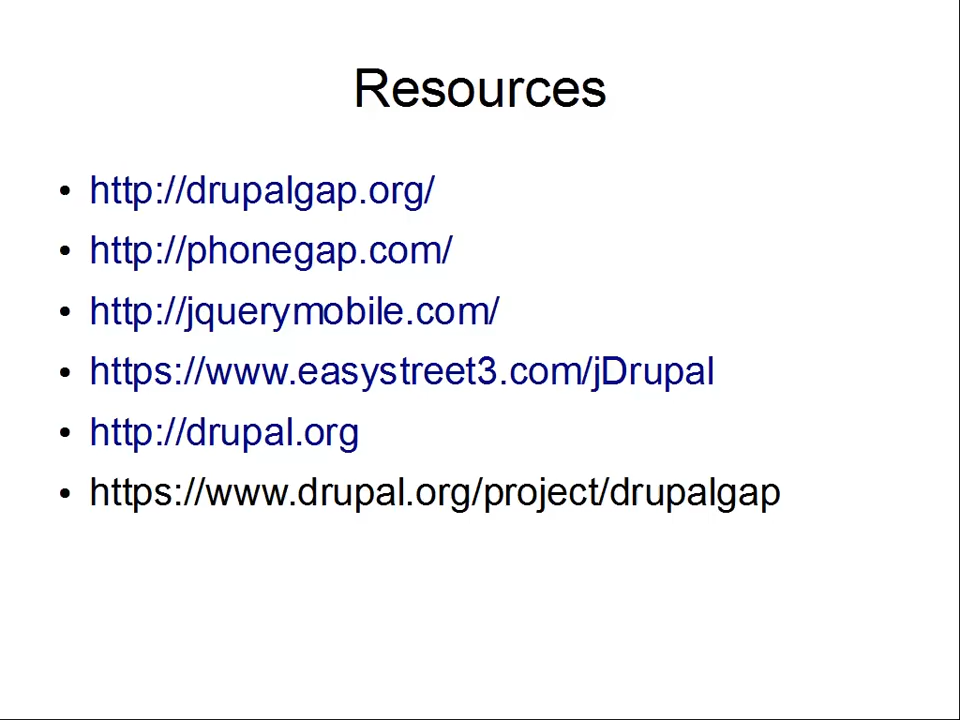 Resources
• http://drupalgap.org/
• http://phonegap.com/
• http://jquerymobile.com/
• https://www.easystreet3.com/jDrupal
• http://drupal.org
• https://www.drupal.org/project/drupalgap